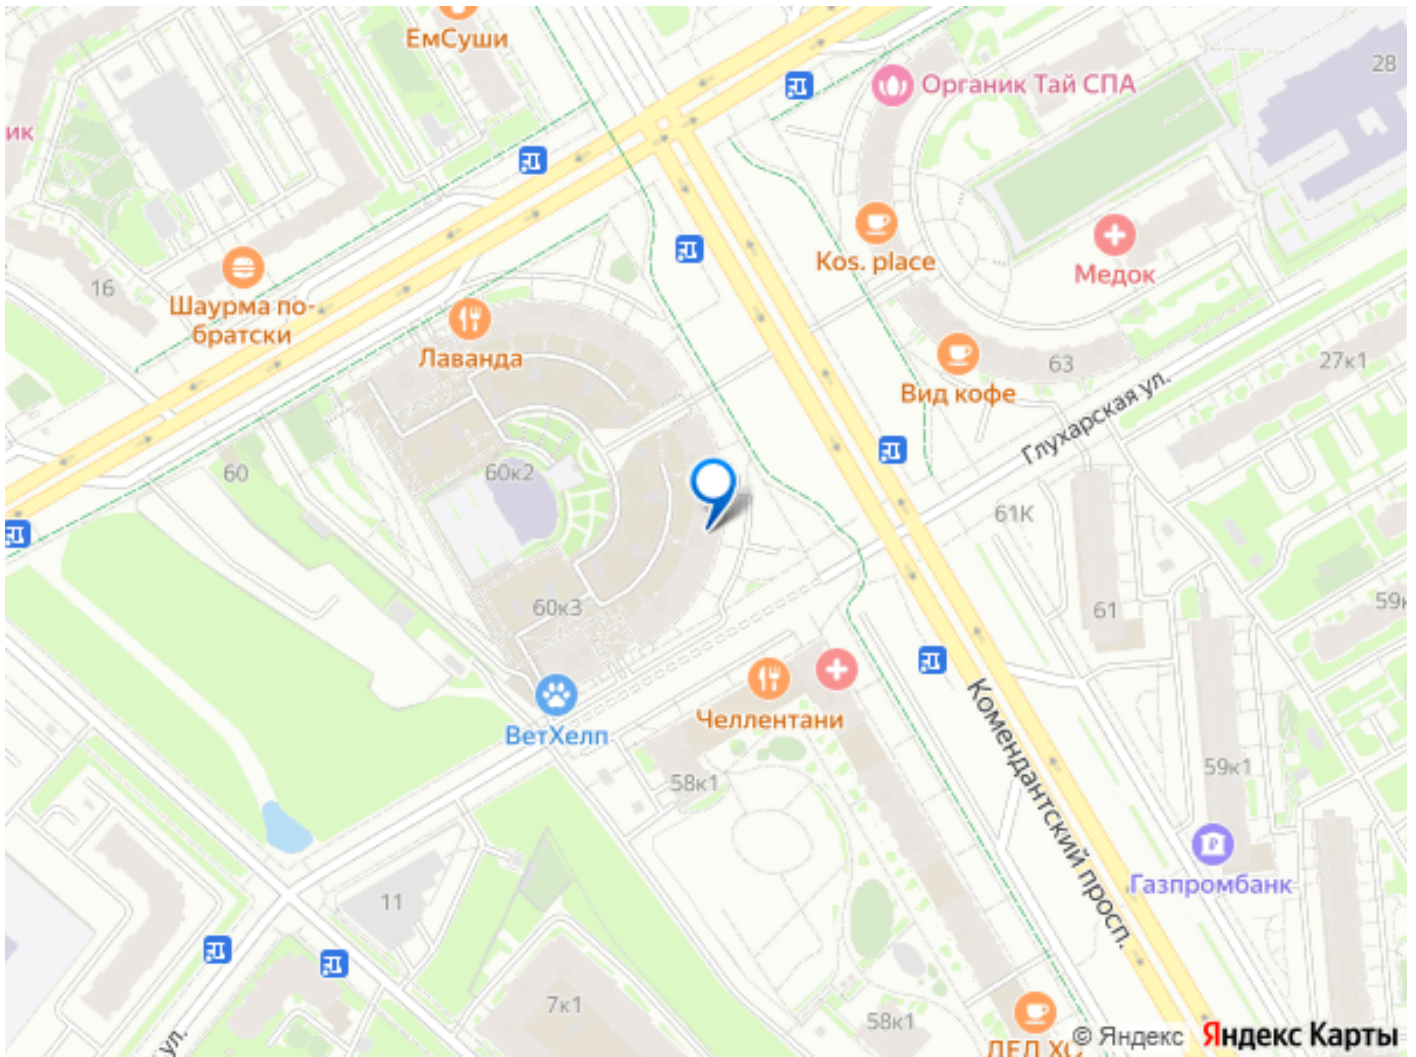 ЕмСуши
28
Органик Тай СПА
ик
Kos. place
Медок
16
Шаурма по-
братски
Лаванда
63
27к1
Вид кофе
Глухарская ул.
60
60к2
61К
60к3
61
59к
ВетХелп
Челлентани
Комендантский просп.
58к1
59к1
Газпромбанк
11
7к1
58к1
ул.
© Яндекс
Яндекс Карты